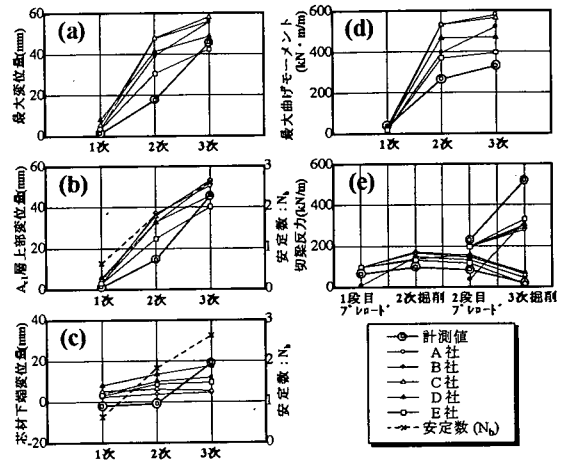 (a)
最大変位量(mm)
60
40
20
0
1次 2次 3次
(b)
Ac1層上部変位量(mm)
60
40
20
0
3
2
1
0
安定数：Nb
1次 2次 3次
(c)
芯材下端変位量(mm)
40
20
0
-20
3
2
1
0
安定数：Nb
1次 2次 3次
(d)
最大曲げモーメント
(kN・m/m)
600
400
200
0
1次 2次 3次
(e)
切梁反力(kN/m)
600
400
200
0
1段目 2次掘削 2段目 3次掘削
プレロード プレロード
計測値
A社
B社
C社
D社
E社
安定数 (Nb)